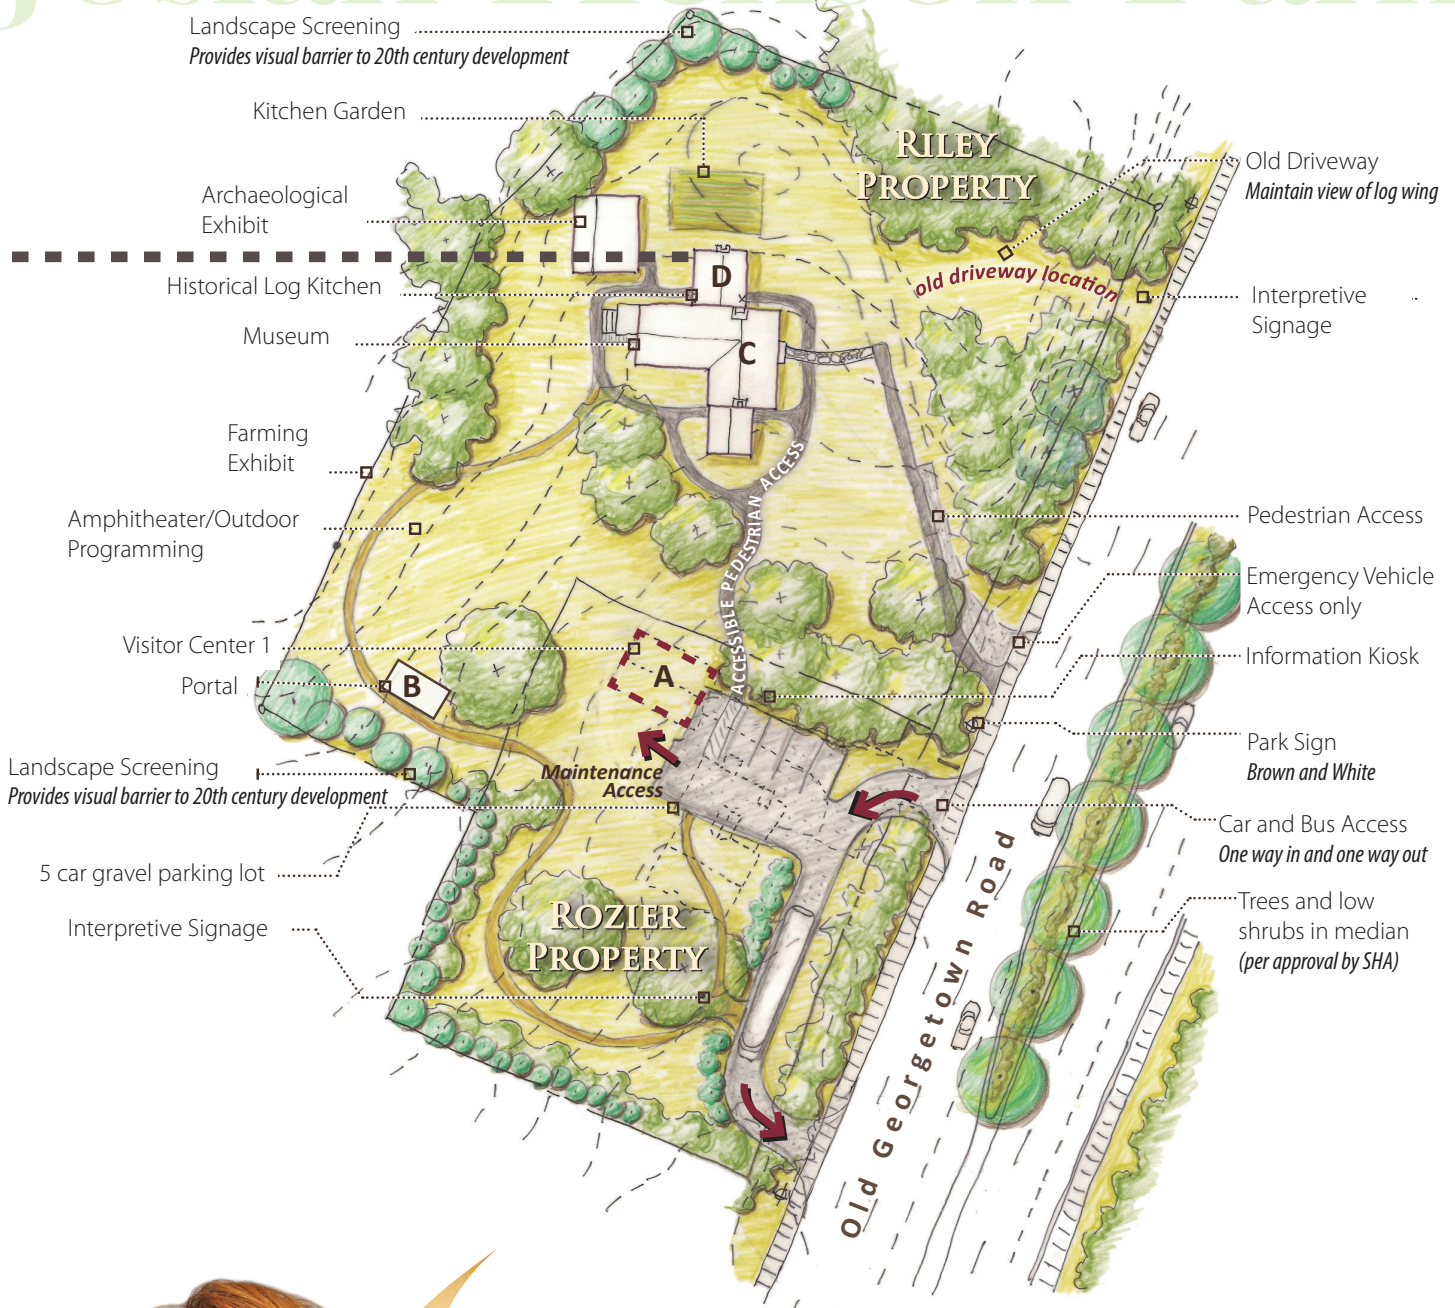 Landscape Screening
Provides visual barrier to 20th century development
Kitchen Garden
Archaeological
Exhibit
Historical Log Kitchen
Museum
Farming
Exhibit
Amphitheater/Outdoor
Programming
Visitor Center 1
Portal
Landscape Screening
Provides visual barrier to 20th century development
5 car gravel parking lot
Interpretive Signage
RILEY
PROPERTY
old driveway location
D
C
ACCESSIBLE PEDESTRIAN ACCESS
A
B
Maintenance
Access
ROZIER
PROPERTY
Old Georgetown Road
Old Driveway
Maintain view of log wing
Interpretive
Signage
Pedestrian Access
Emergency Vehicle
Access only
Information Kiosk
Park Sign
Brown and White
Car and Bus Access
One way in and one way out
Trees and low
shrubs in median
(per approval by SHA)